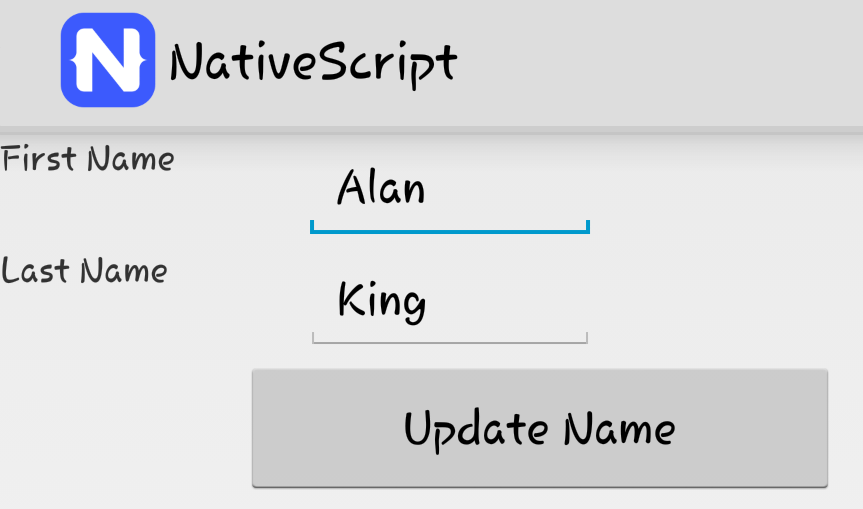 NativeScript
First Name
Alan
Last Name
King
Update Name